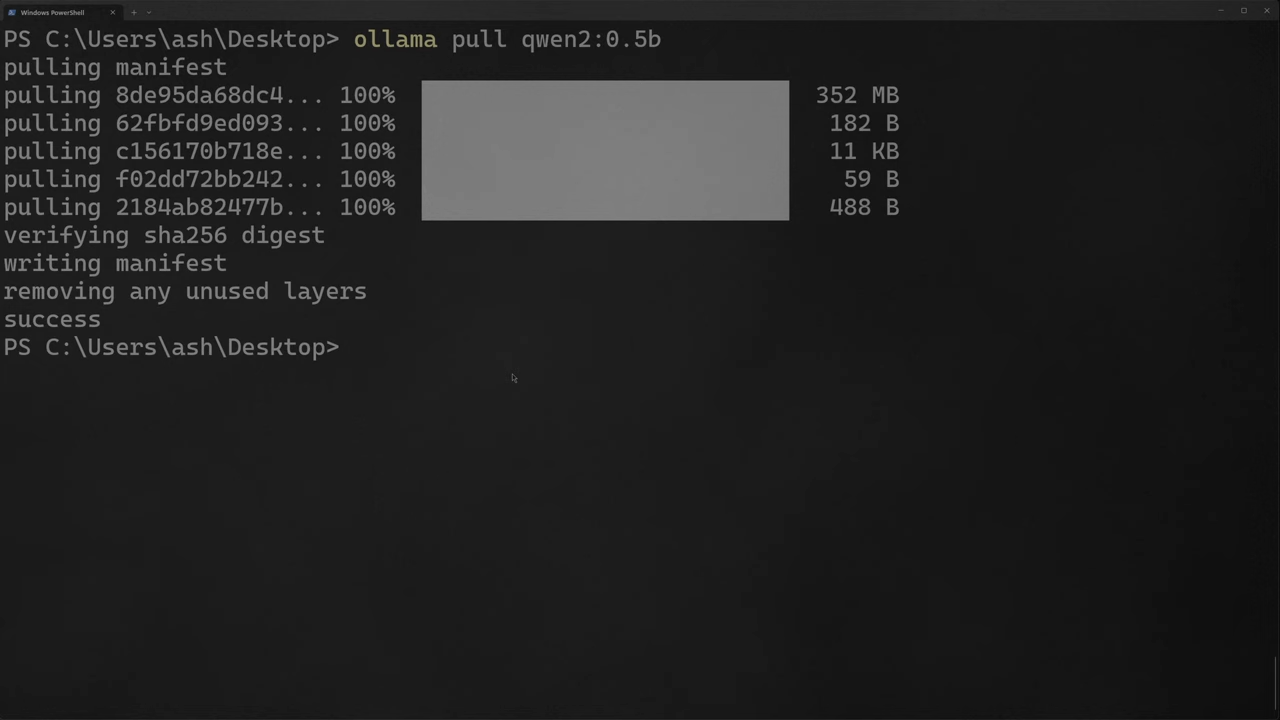 Windows PowerShell
PS C:\Users\ash\Desktop> ollama pull qwen2:0.5b
pulling manifest
pulling 8de95da68dc4... 100% 352 MB
pulling 62fbfd9ed093... 100% 182 B
pulling c156170b718e... 100% 11 KB
pulling f02dd72bb242... 100% 59 B
pulling 2184ab82477b... 100% 488 B
verifying sha256 digest
writing manifest
removing any unused layers
success
PS C:\Users\ash\Desktop>